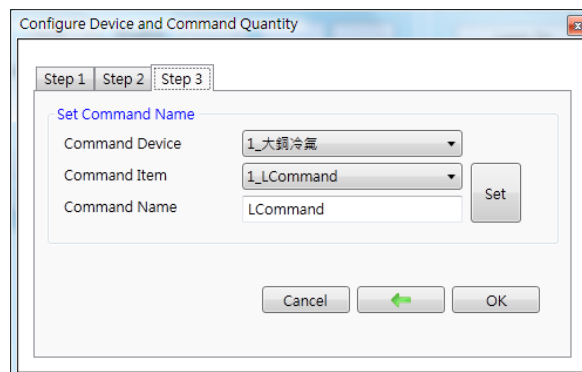 Configure Device and Command Quantity
Step 1 Step 2 Step 3
Set Command Name
Command Device 1_大銅冷氣
Command Item 1_LCommand
Command Name LCommand
Set
Cancel OK